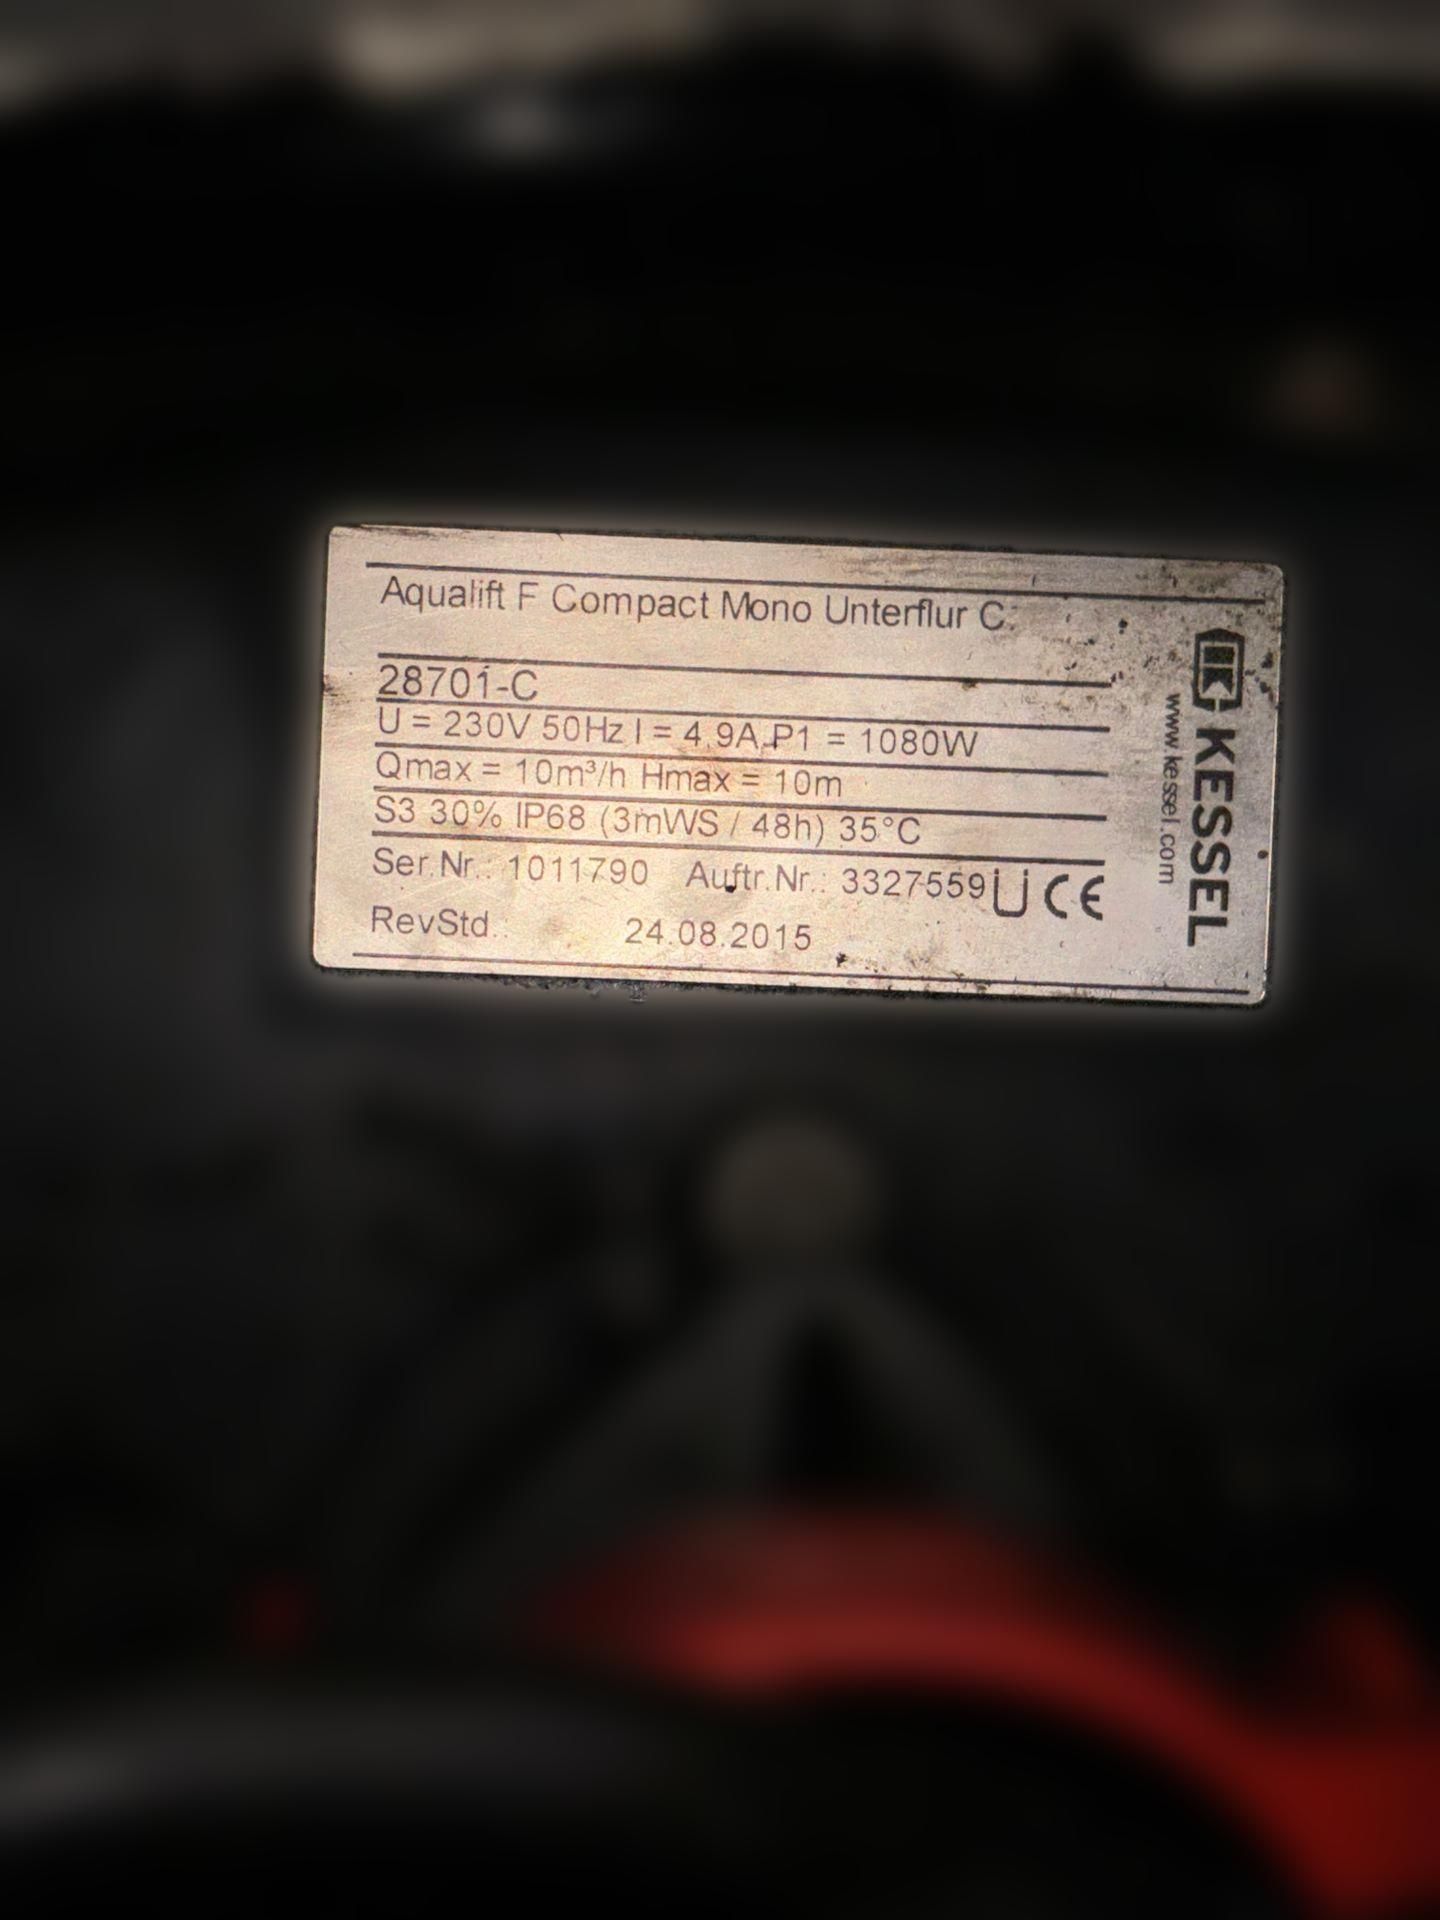 Aqualift F Compact Mono Unterflur C
28701-C
U = 230V 50Hz I = 4.9A P1 = 1080W
Qmax = 10m³/h Hmax = 10m
S3 30% IP68 (3mWS / 48h) 35°C
Ser.Nr.: 1011790 Auftr.Nr.: 3327559 Ü CE
RevStd.: 24.08.2015
KESSEL
www.kessel.com